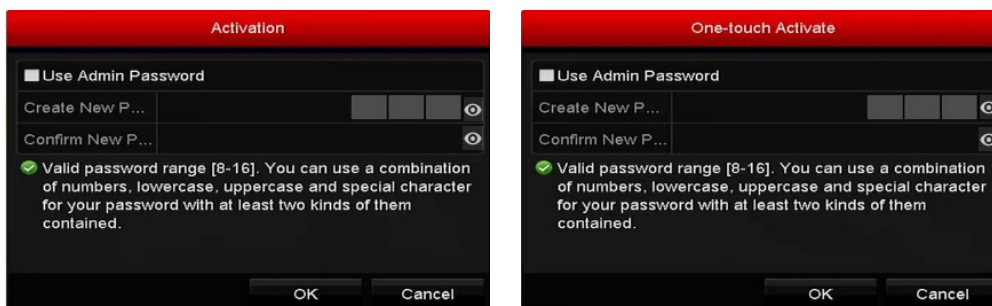 Activation
Use Admin Password
Create New P...
Confirm New P...
Valid password range [8-16]. You can use a combination
of numbers, lowercase, uppercase and special character
for your password with at least two kinds of them
contained.
OK Cancel
One-touch Activate
Use Admin Password
Create New P...
Confirm New P...
Valid password range [8-16]. You can use a combination
of numbers, lowercase, uppercase and special character
for your password with at least two kinds of them
contained.
OK Cancel